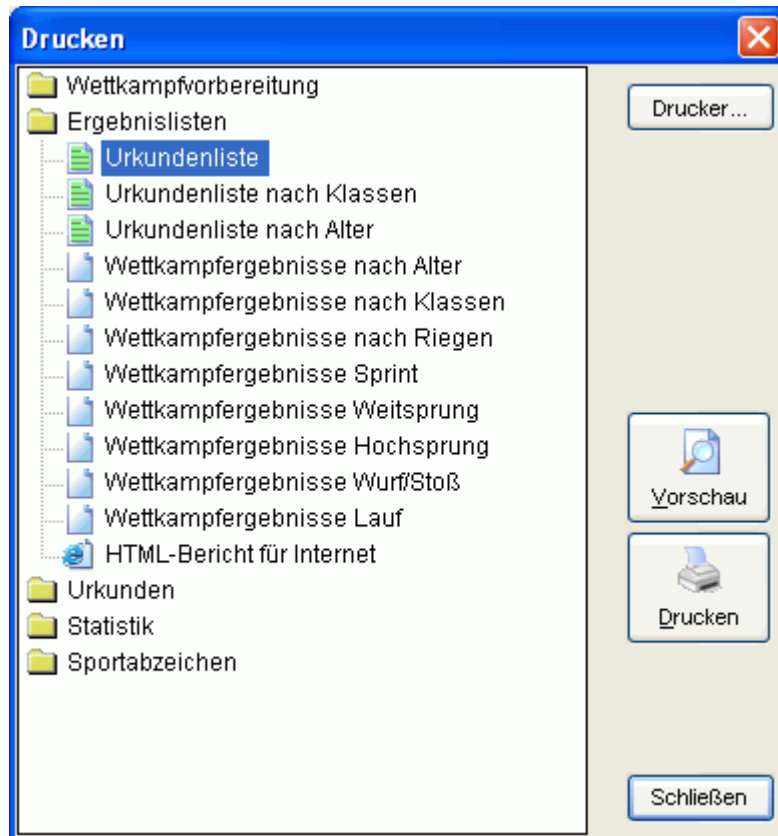 Drucken
Wettkampfvorbereitung
Ergebnislisten
Urkundenliste
Urkundenliste nach Klassen
Urkundenliste nach Alter
Wettkampfergebnisse nach Alter
Wettkampfergebnisse nach Klassen
Wettkampfergebnisse nach Riegen
Wettkampfergebnisse Sprint
Wettkampfergebnisse Weitsprung
Wettkampfergebnisse Hochsprung
Wettkampfergebnisse Wurf/Stoß
Wettkampfergebnisse Lauf
HTML-Bericht für Internet
Urkunden
Statistik
Sportabzeichen
Drucker...
Vorschau
Drucken
Schließen